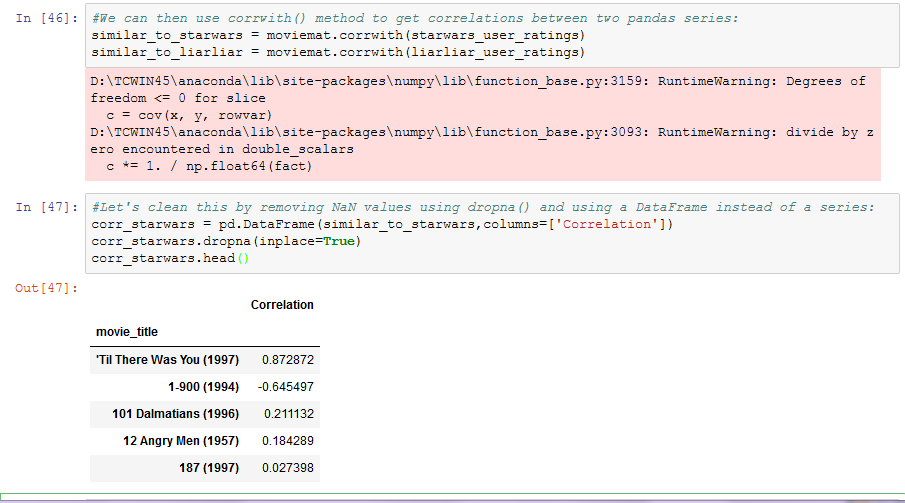 In [46]: #We can then use corrwith() method to get correlations between two pandas series:
similar_to_starwars = moviemat.corrwith(starwars_user_ratings)
similar_to_liarliar = moviemat.corrwith(liarliar_user_ratings)
D:\TCWIN45\anaconda\lib\site-packages\numpy\lib\function_base.py:3159: RuntimeWarning: Degrees of
freedom <= 0 for slice
  c = cov(x, y, rowvar)
D:\TCWIN45\anaconda\lib\site-packages\numpy\lib\function_base.py:3093: RuntimeWarning: divide by z
ero encountered in double_scalars
  c *= 1. / np.float64(fact)
In [47]: #Let's clean this by removing NaN values using dropna() and using a DataFrame instead of a series:
corr_starwars = pd.DataFrame(similar_to_starwars,columns=['Correlation'])
corr_starwars.dropna(inplace=True)
corr_starwars.head()
Out[47]:
Correlation
movie_title
'Til There Was You (1997) 0.872872
1-900 (1994) -0.645497
101 Dalmatians (1996) 0.211132
12 Angry Men (1957) 0.184289
187 (1997) 0.027398